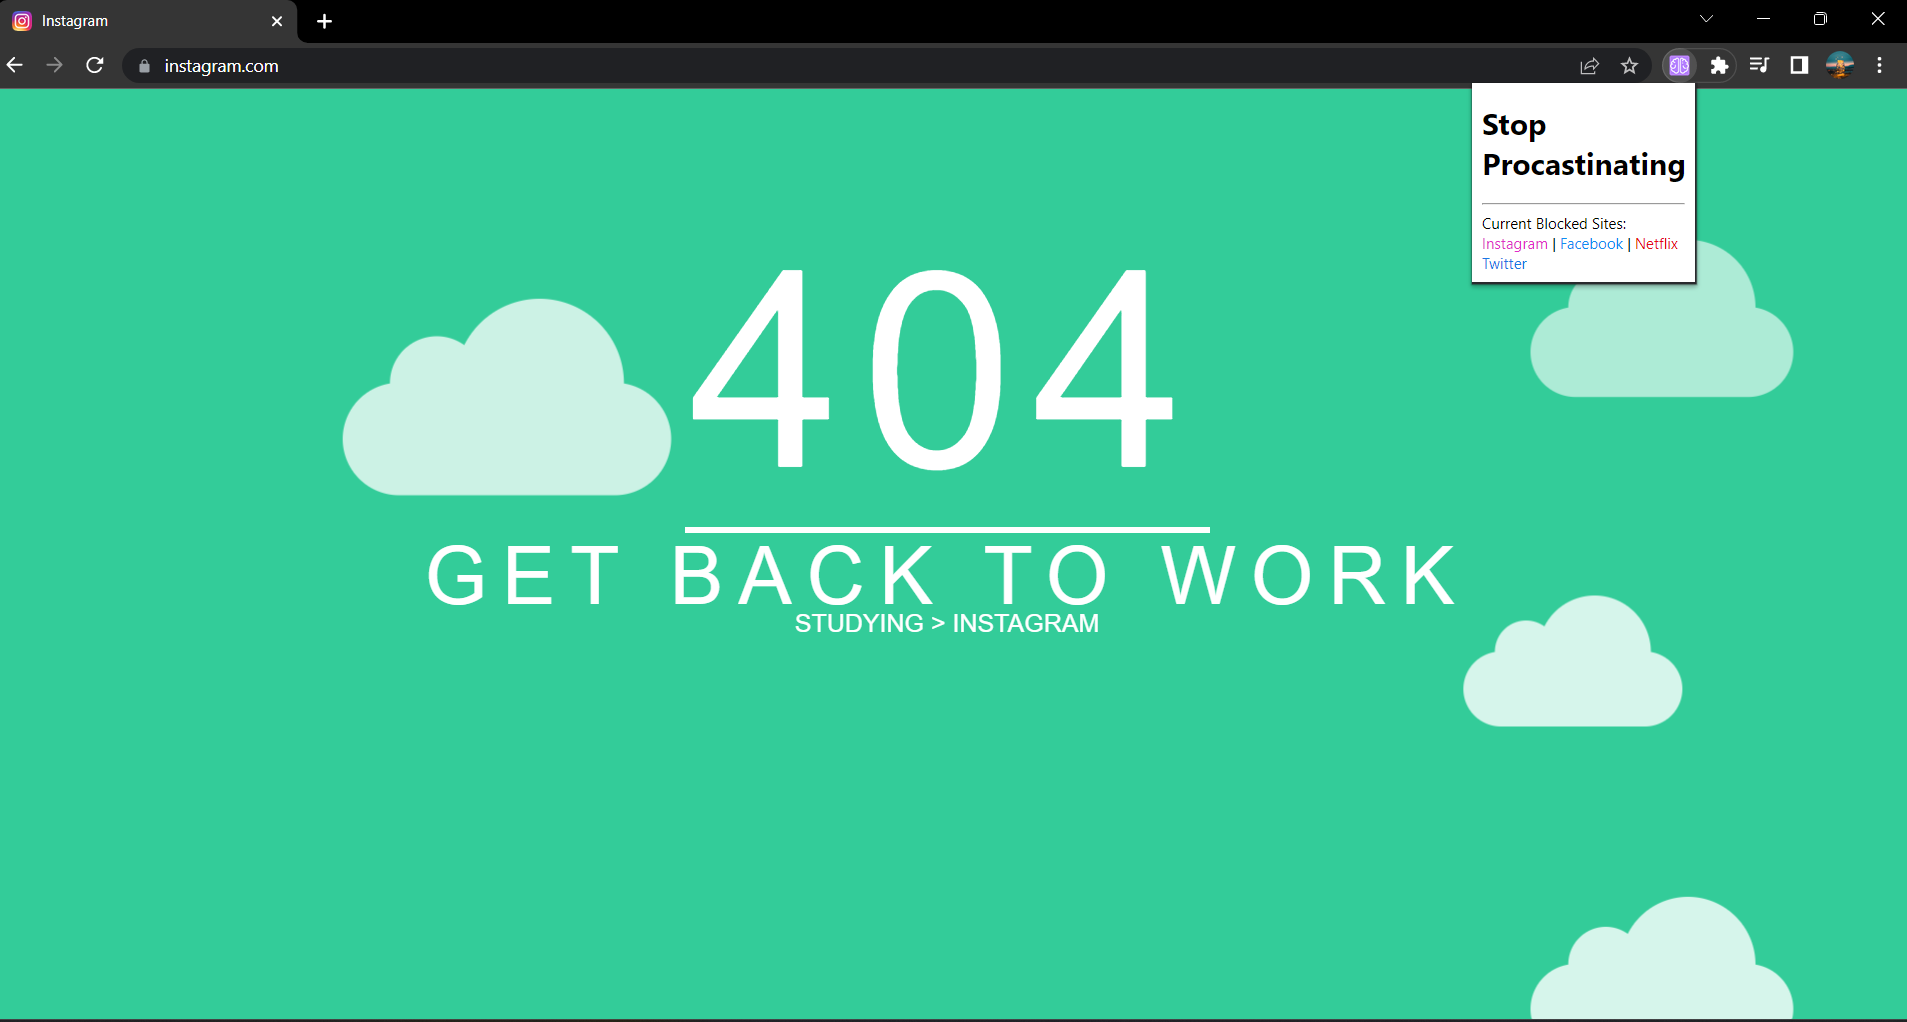 Instagram
instagram.com
Stop
Procastinating
Current Blocked Sites:
Instagram | Facebook | Netflix
Twitter
404
GET BACK TO WORK
STUDYING > INSTAGRAM